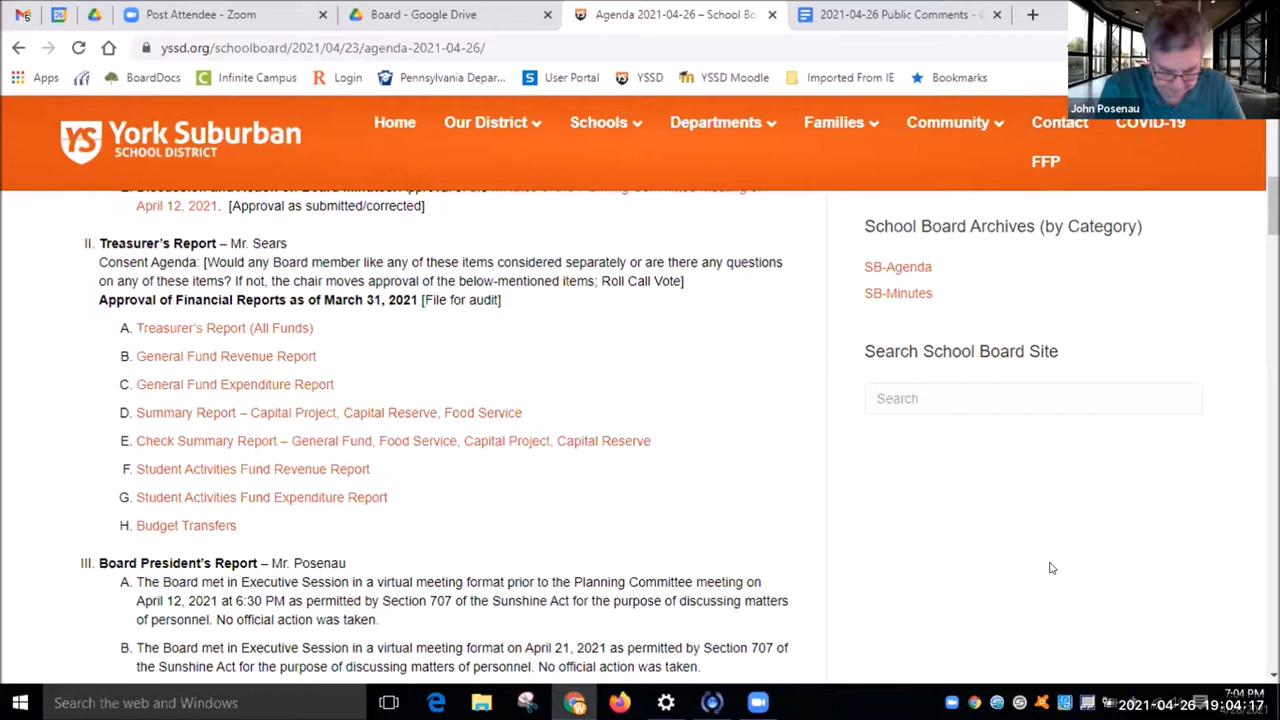 Post Attendee - Zoom
Board - Google Drive
Agenda 2021-04-26 – School Bo
2021-04-26 Public Comments - G
yssd.org/schoolboard/2021/04/23/agenda-2021-04-26/
Apps
BoardDocs
Infinite Campus
Login
Pennsylvania Depar...
User Portal
YSSD
YSSD Moodle
Imported From IE
Bookmarks
John Posenau
YS York Suburban
SCHOOL DISTRICT
Home
Our District
Schools
Departments
Families
Community
Contact
COVID-19
FFP
April 12, 2021. [Approval as submitted/corrected]
II. Treasurer's Report – Mr. Sears
Consent Agenda: [Would any Board member like any of these items considered separately or are there any questions
on any of these items? If not, the chair moves approval of the below-mentioned items; Roll Call Vote]
Approval of Financial Reports as of March 31, 2021 [File for audit]
A. Treasurer's Report (All Funds)
B. General Fund Revenue Report
C. General Fund Expenditure Report
D. Summary Report – Capital Project, Capital Reserve, Food Service
E. Check Summary Report – General Fund, Food Service, Capital Project, Capital Reserve
F. Student Activities Fund Revenue Report
G. Student Activities Fund Expenditure Report
H. Budget Transfers
III. Board President's Report – Mr. Posenau
A. The Board met in Executive Session in a virtual meeting format prior to the Planning Committee meeting on
April 12, 2021 at 6:30 PM as permitted by Section 707 of the Sunshine Act for the purpose of discussing matters
of personnel. No official action was taken.
B. The Board met in Executive Session in a virtual meeting format on April 21, 2021 as permitted by Section 707 of
the Sunshine Act for the purpose of discussing matters of personnel. No official action was taken.
School Board Archives (by Category)
SB-Agenda
SB-Minutes
Search School Board Site
Search
Search the web and Windows
7:04 PM
2021-04-26 19:04:17